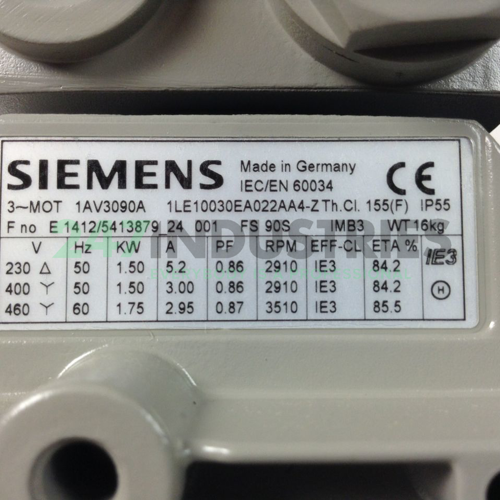 SIEMENS Made in Germany
IEC/EN 60034 CE
3~MOT 1AV3090A 1LE10030EA022AA4-Z Th.Cl. 155(F) IP55
F no E 1412/5413879 24 001 FS 90S IMB3 WT 16kg
V Hz KW A PF RPM EFF-CL ETA % IE3
230 Δ 50 1.50 5.2 0.86 2910 IE3 84.2
400 Y 50 1.50 3.00 0.86 2910 IE3 84.2 H
460 Y 60 1.75 2.95 0.87 3510 IE3 85.5
247 INDUSTRIES